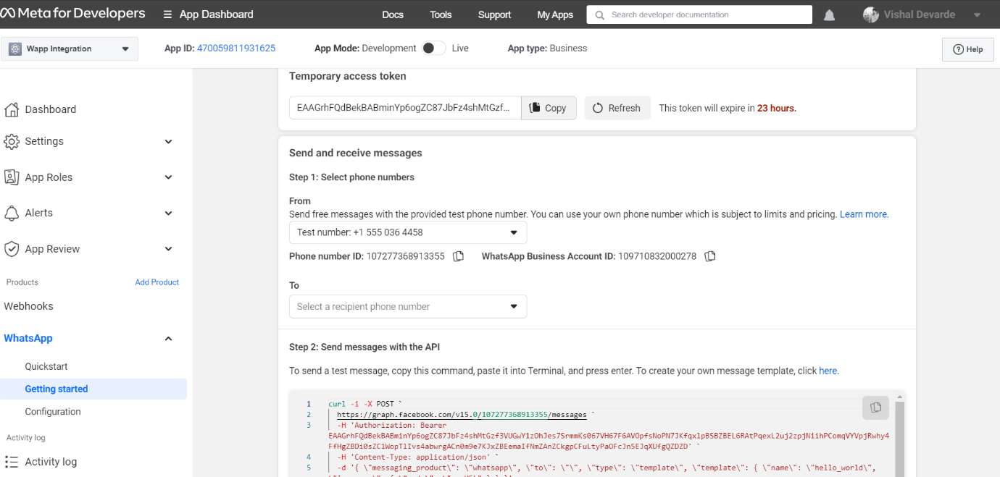 Meta for Developers
App Dashboard
Docs
Tools
Support
My Apps
Search developer documentation
Vishal Devarde
Wapp Integration
App ID: 470059811931625
App Mode: Development
Live
App type: Business
Help
Dashboard
Settings
App Roles
Alerts
App Review
Products
Add Product
Webhooks
WhatsApp
Quickstart
Getting started
Configuration
Activity log
Activity log
Temporary access token
EAAGrhFQdBekBABminYp6ogZC87JbFz4shMtGzf...
Copy
Refresh
This token will expire in 23 hours.
Send and receive messages
Step 1: Select phone numbers
From
Send free messages with the provided test phone number. You can use your own phone number which is subject to limits and pricing. Learn more.
Test number: +1 555 036 4458
Phone number ID: 107277368913355
WhatsApp Business Account ID: 109710832000278
To
Select a recipient phone number
Step 2: Send messages with the API
To send a test message, copy this command, paste it into Terminal, and press enter. To create your own message template, click here.
1 curl -i -X POST `
2 https://graph.facebook.com/v15.0/107277368913355/messages `
3 -H 'Authorization: Bearer
4 -H 'Content-Type: application/json' `
5 -d '{ \"messaging_product\": \"whatsapp\", \"to\": \"\", \"type\": \"template\", \"template\": { \"name\": \"hello_world\",